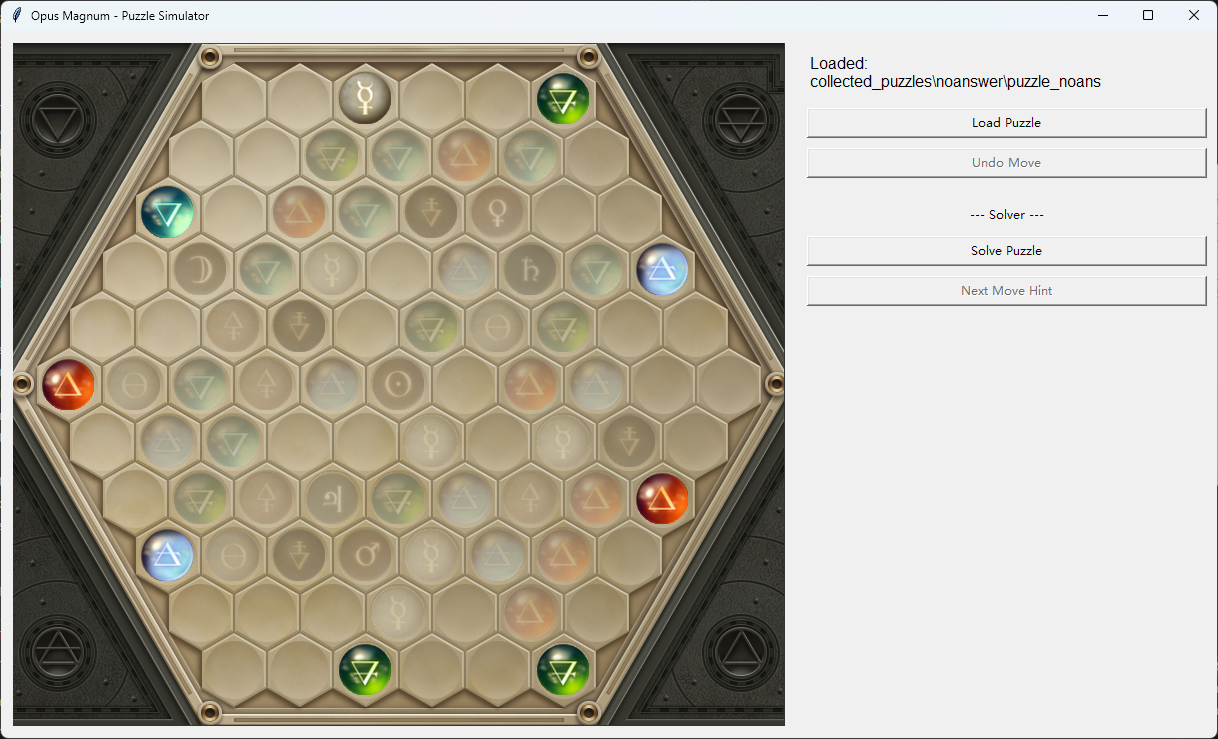 Opus Magnum - Puzzle Simulator
Loaded:
collected_puzzles\noanswer\puzzle_noans
Load Puzzle
Undo Move
--- Solver ---
Solve Puzzle
Next Move Hint